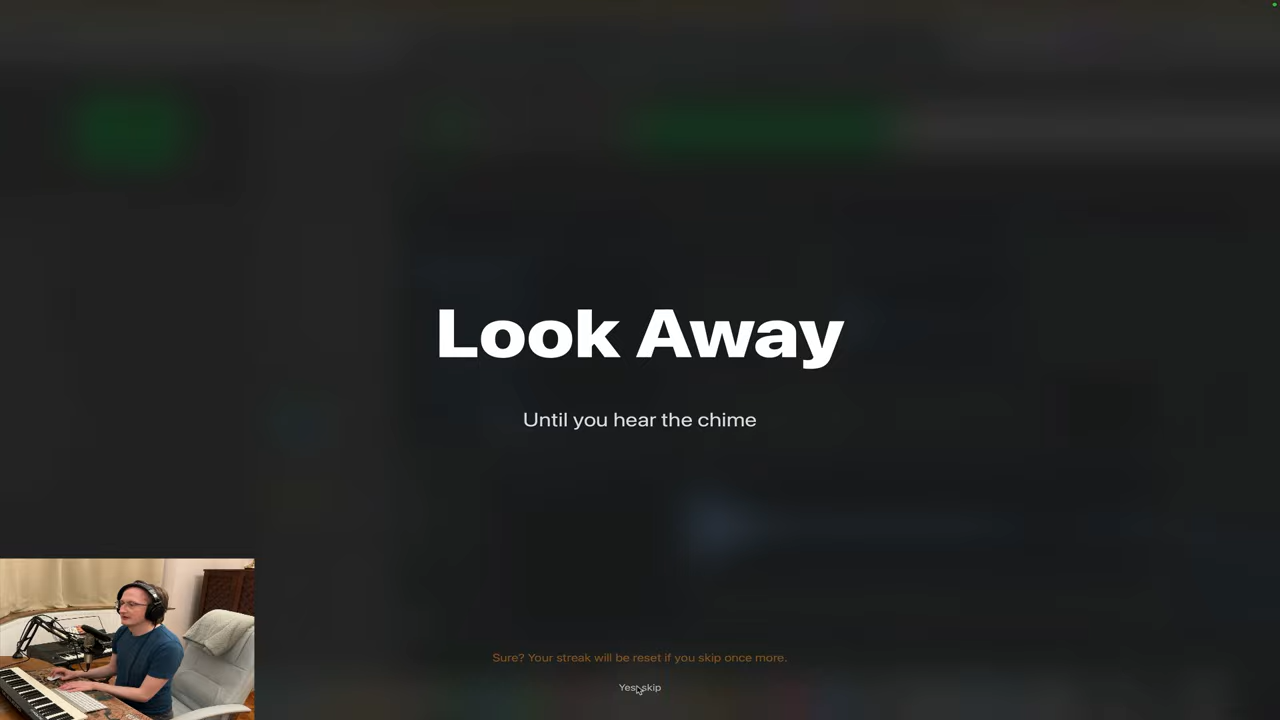 Look Away
Until you hear the chime
Sure? Your streak will be reset if you skip once more.
Yes, skip